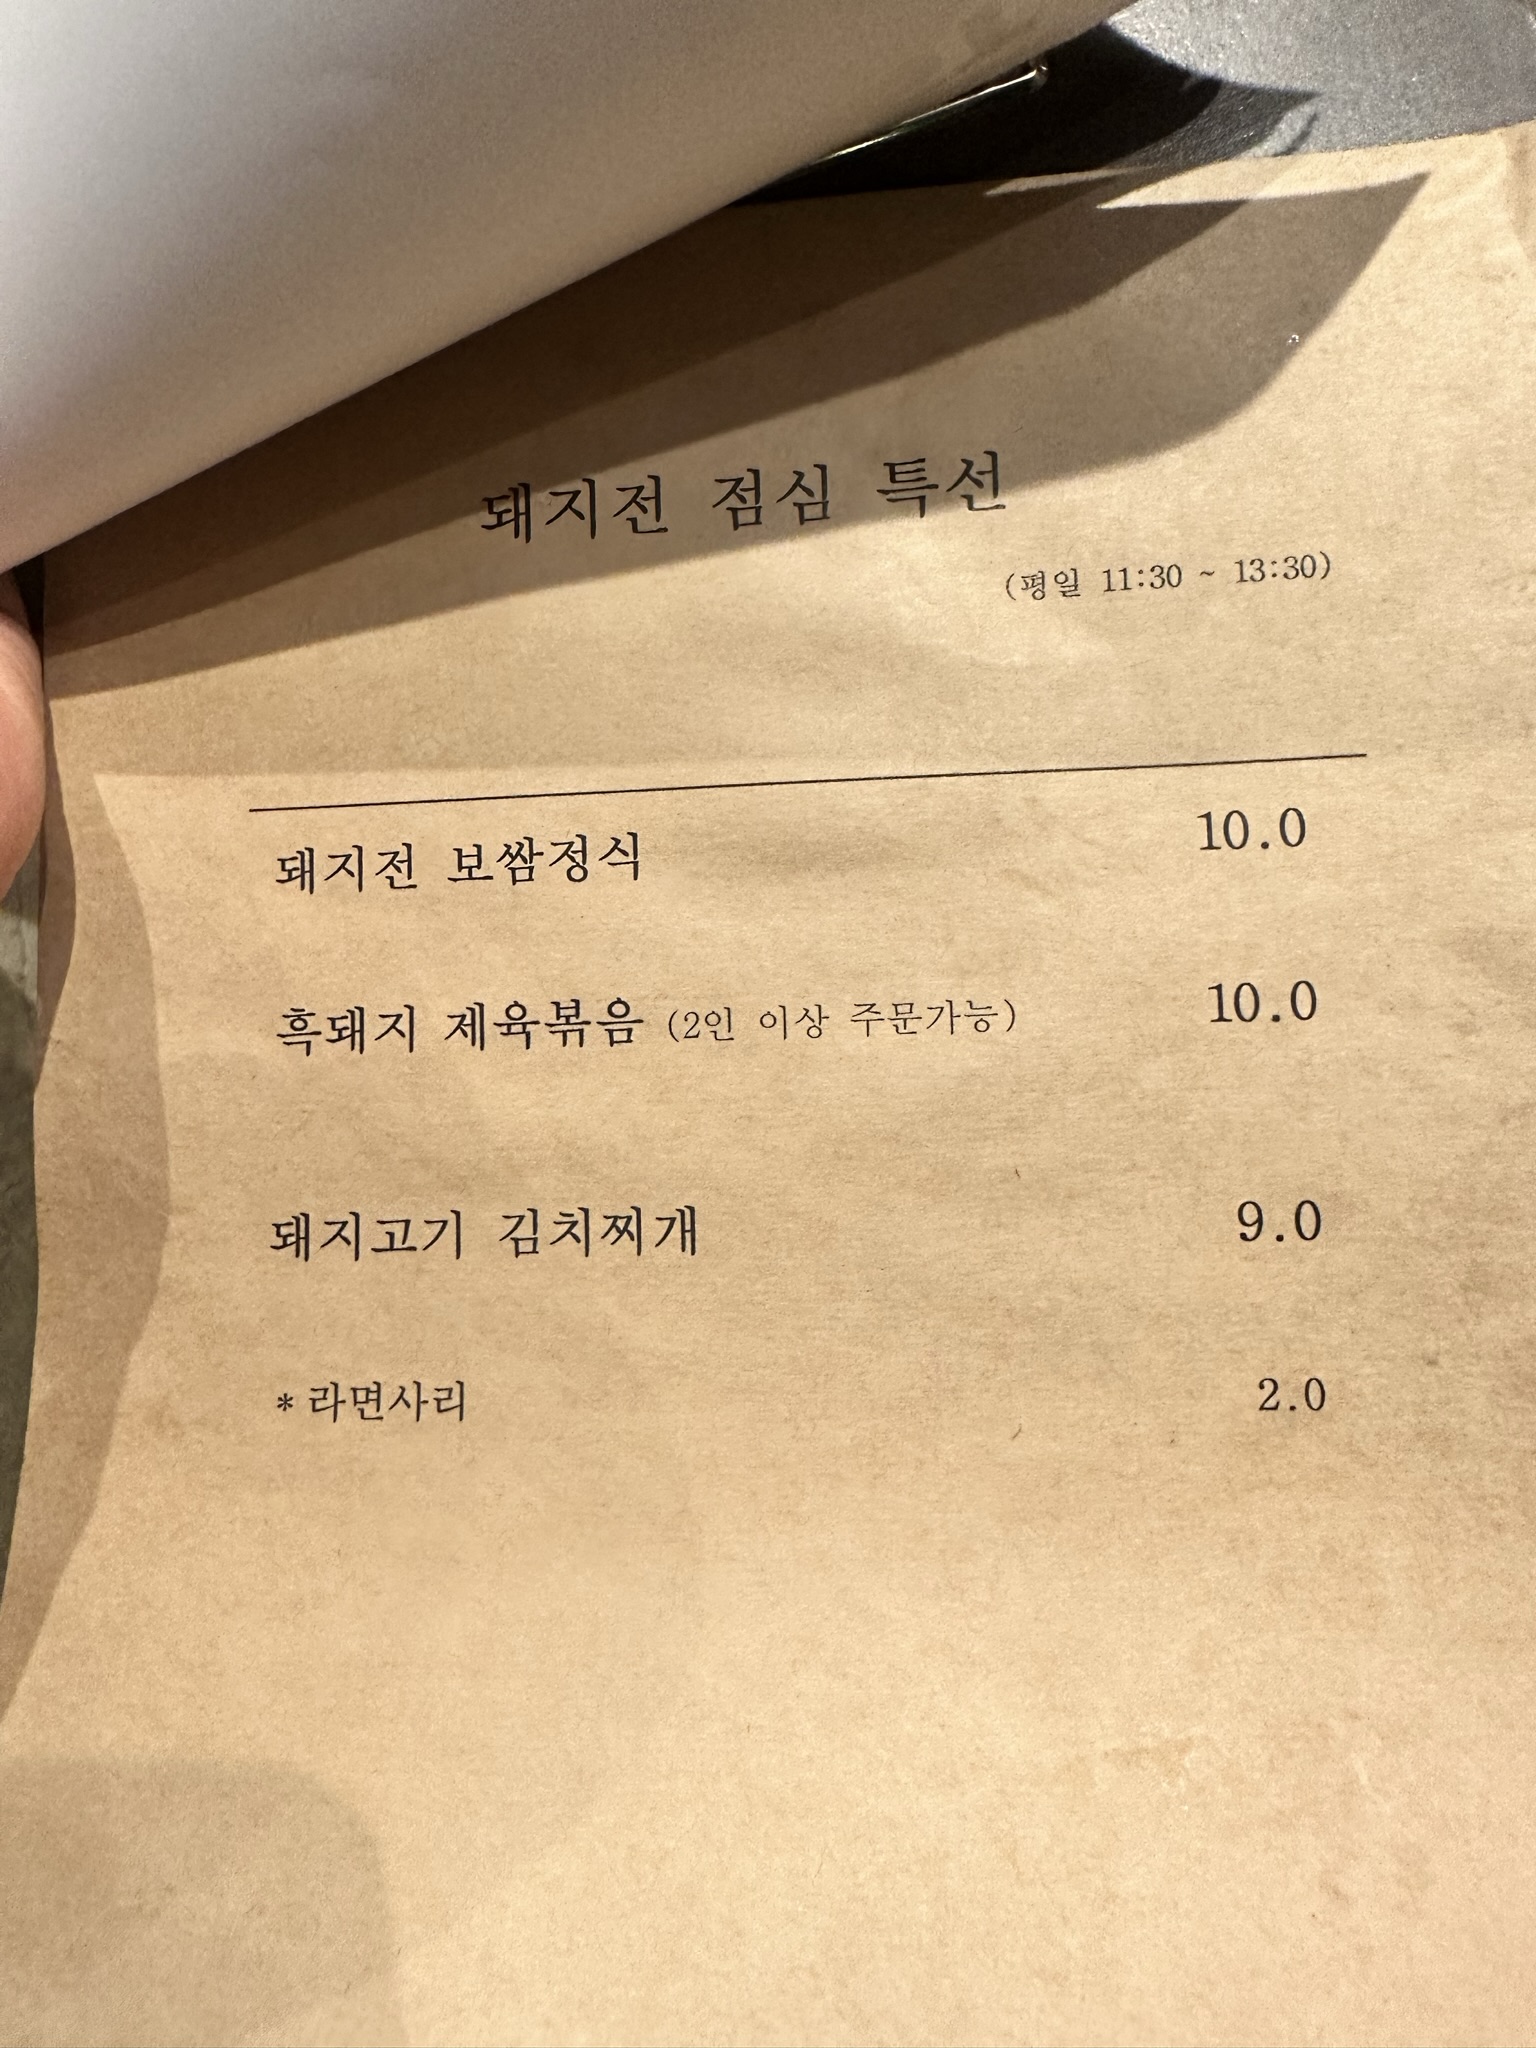 돼지전 점심 특선
(평일 11:30 ~ 13:30)
돼지전 보쌈정식 10.0
흑돼지 제육볶음 (2인 이상 주문가능) 10.0
돼지고기 김치찌개 9.0
* 라면사리 2.0